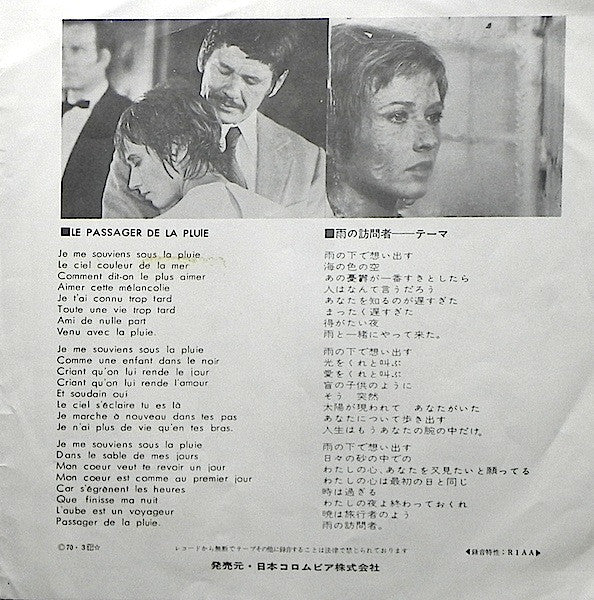 ■LE PASSAGER DE LA PLUIE
Je me souviens sous la pluie
Le ciel couleur de la mer
Comment dit-on le plus aimer
Aimer cette mélancolie
Je t'ai connu trop tard
Toute une vie trop tard
Ami de nulle part
Venu avec la pluie.
Je me souviens sous la pluie
Comme une enfant dans le noir
Criant qu'on lui rende le jour
Criant qu'on lui rende l'amour
Et soudain oui
Le ciel s'éclaire tu es là
Je marche à nouveau dans tes pas
Je n'ai plus de vie qu'en tes bras.
Je me souviens sous la pluie
Dans le sable de mes jours
Mon coeur veut te revoir un jour
Mon coeur est comme au premier jour
Car s'égrènent les heures
Que finisse ma nuit
L'aube est un voyageur
Passager de la pluie.
■雨の訪問者——テーマ
雨の下で想い出す
海の色の空
あの憂鬱が一番すきとしたら
人はなんて言うだろう
あなたを知るのが遅すぎた
まったく遅すぎた
得がたい夜
雨と一緒にやって来た。
雨の下で想い出す
光をくれと叫ぶ
愛をくれと叫ぶ
盲の子供のように
そう 突然
太陽が現われて あなたがいた
あなたについて歩き出す
人生はもうあなたの腕の中だけ。
雨の下で想い出す
日々の砂の中での
わたしの心、あなたを又見たいと願ってる
わたしの心は最初の日と同じ
時は過ぎる
わたしの夜よ終わっておくれ
暁は旅行者のよう
雨の訪問者。
Ⓒ70・3 ☆
レコードから無断でテープその他に録音することは法律で禁じられております
◀録音特性：RIAA▶
発売元・日本コロムビア株式会社